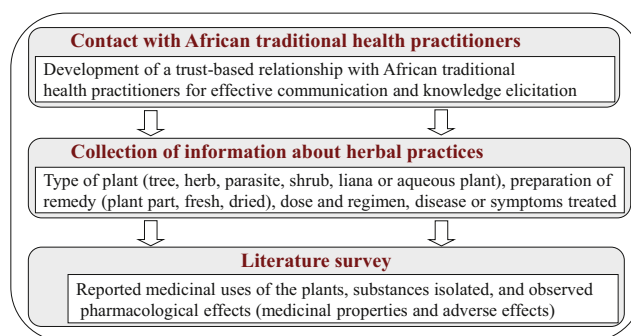 Contact with African traditional health practitioners
Development of a trust-based relationship with African traditional
health practitioners for effective communication and knowledge elicitation
Collection of information about herbal practices
Type of plant (tree, herb, parasite, shrub, liana or aqueous plant), preparation of
remedy (plant part, fresh, dried), dose and regimen, disease or symptoms treated
Literature survey
Reported medicinal uses of the plants, substances isolated, and observed
pharmacological effects (medicinal properties and adverse effects)